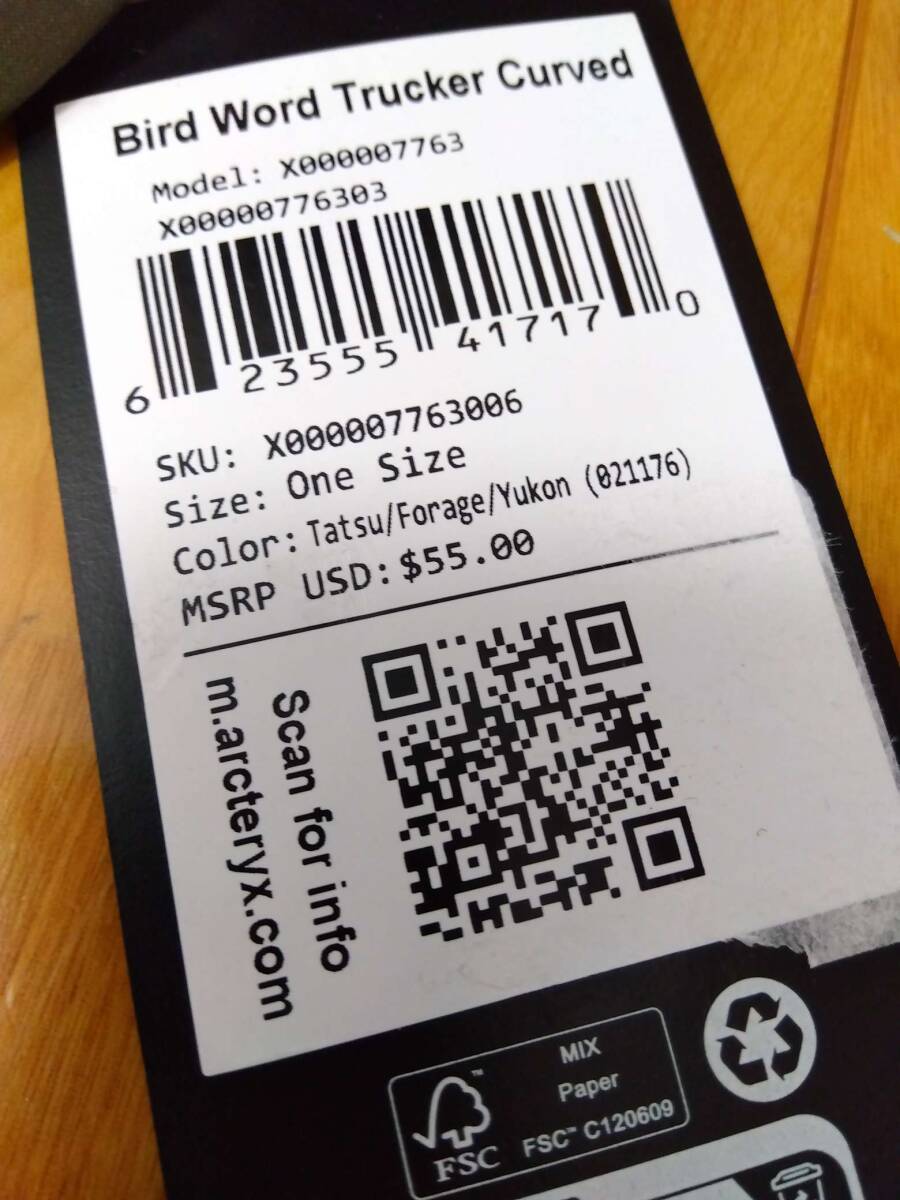 Bird Word Trucker Curved
Model: X000007763
X00000776303
6 23555 41717 0
SKU: X000007763006
Size: One Size
Color: Tatsu/Forage/Yukon (021176)
MSRP USD: $55.00
Scan for info
m.arcteryx.com
MIX
Paper
FSC™ C120609
FSC